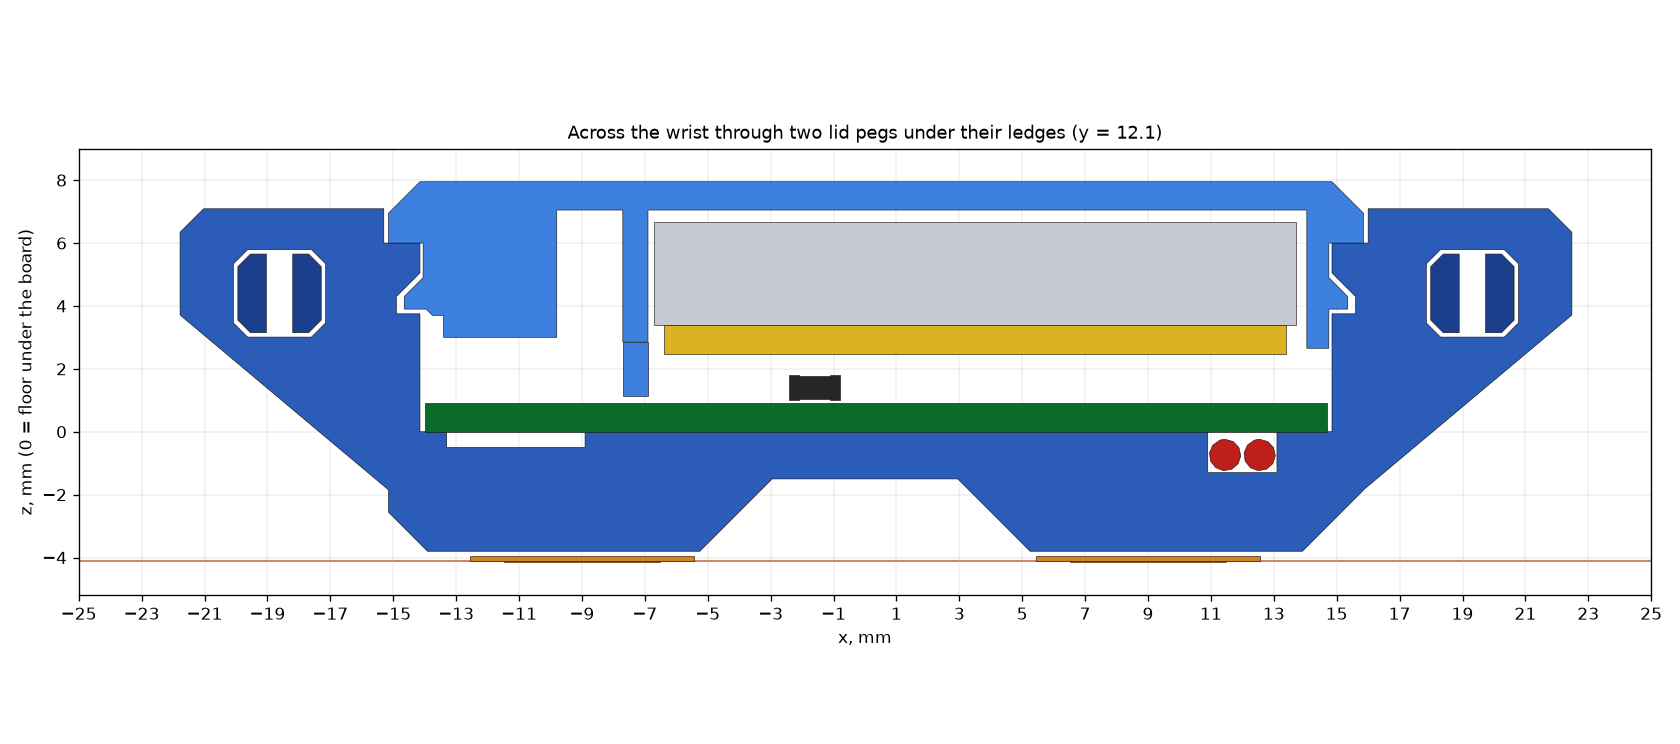 Across the wrist through two lid pegs under their ledges (y = 12.1)
z, mm (0 = floor under the board)
8
6
4
2
0
−2
−4
−25 −23 −21 −19 −17 −15 −13 −11 −9 −7 −5 −3 −1 1 3 5 7 9 11 13 15 17 19 21 23 25
x, mm